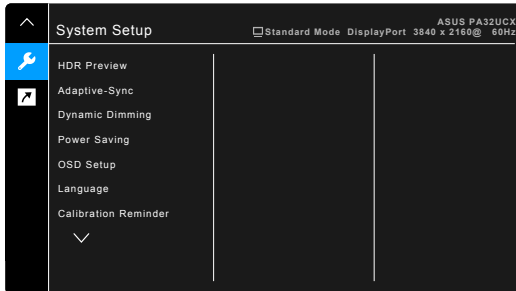 ASUS PA32UCX
System Setup
Standard Mode DisplayPort 3840 x 2160@ 60Hz
HDR Preview
Adaptive-Sync
Dynamic Dimming
Power Saving
OSD Setup
Language
Calibration Reminder